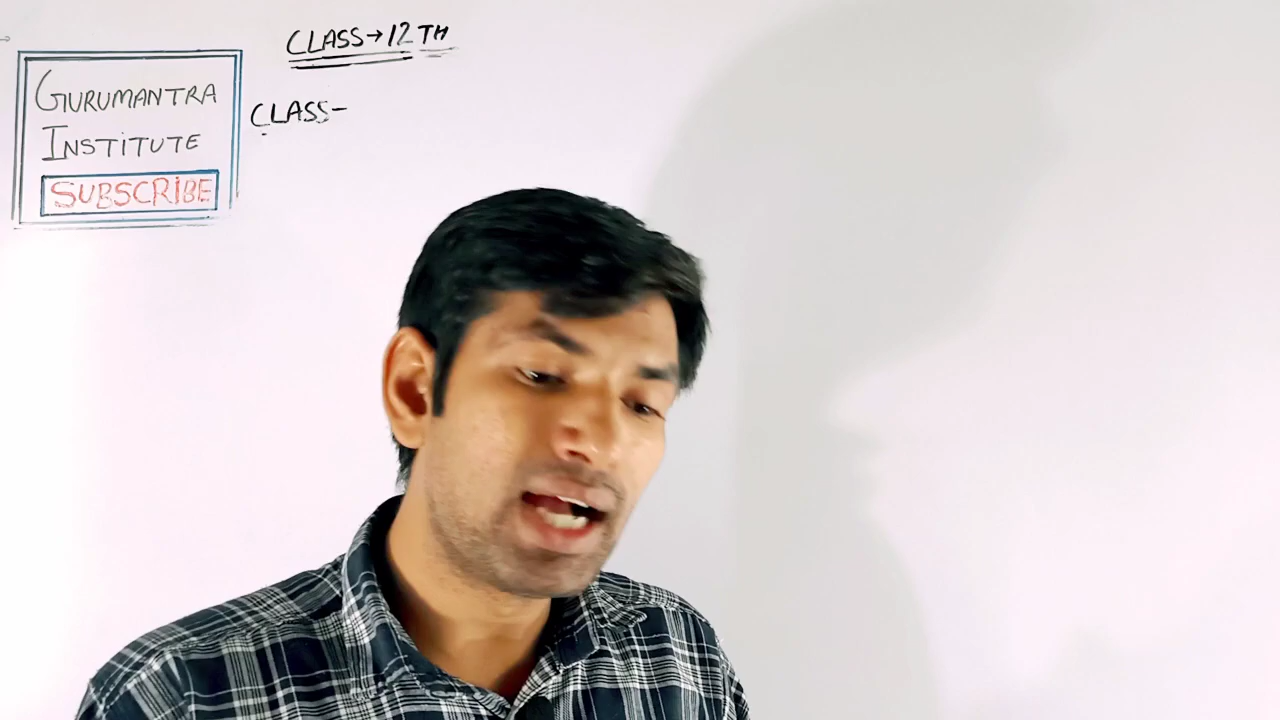 CLASS→12TH
GURUMANTRA
INSTITUTE
SUBSCRIBE
CLASS-